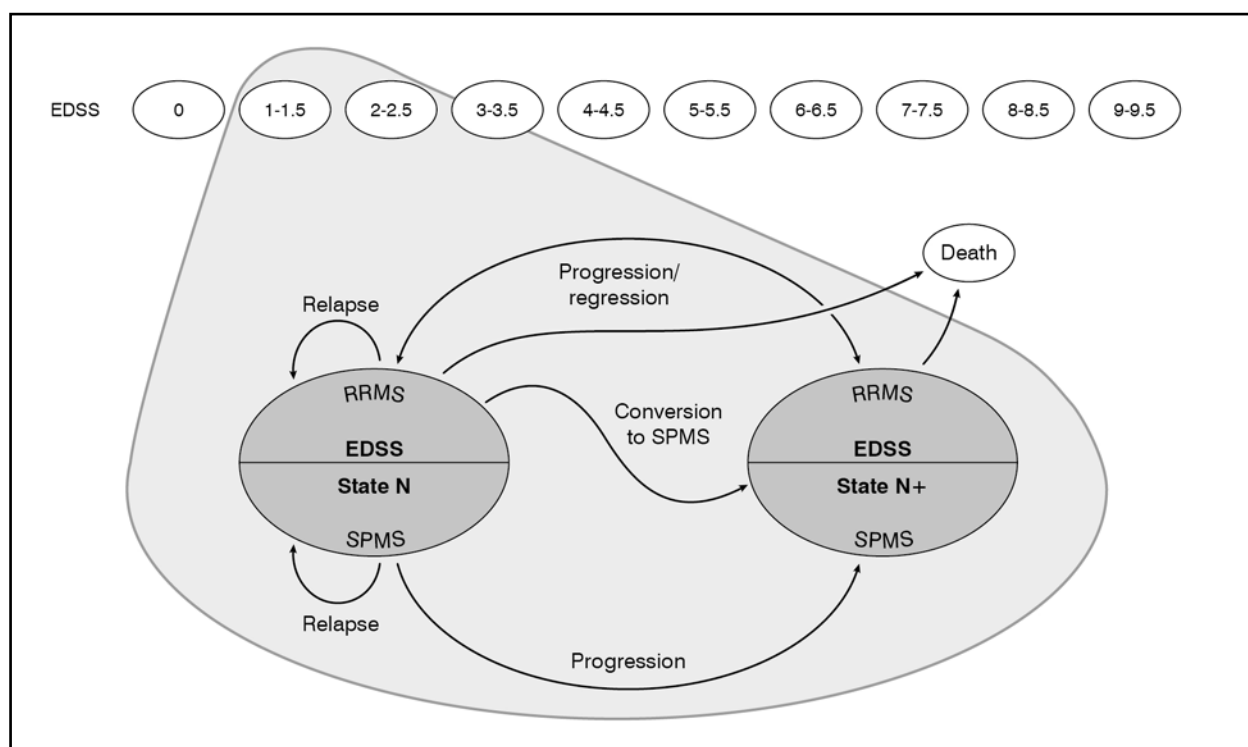 EDSS 0 1-1.5 2-2.5 3-3.5 4-4.5 5-5.5 6-6.5 7-7.5 8-8.5 9-9.5
Death
Progression/
regression
Relapse
RRMS
RRMS
Conversion
to SPMS
EDSS
EDSS
State N
State N+
SPMS
SPMS
Relapse
Progression